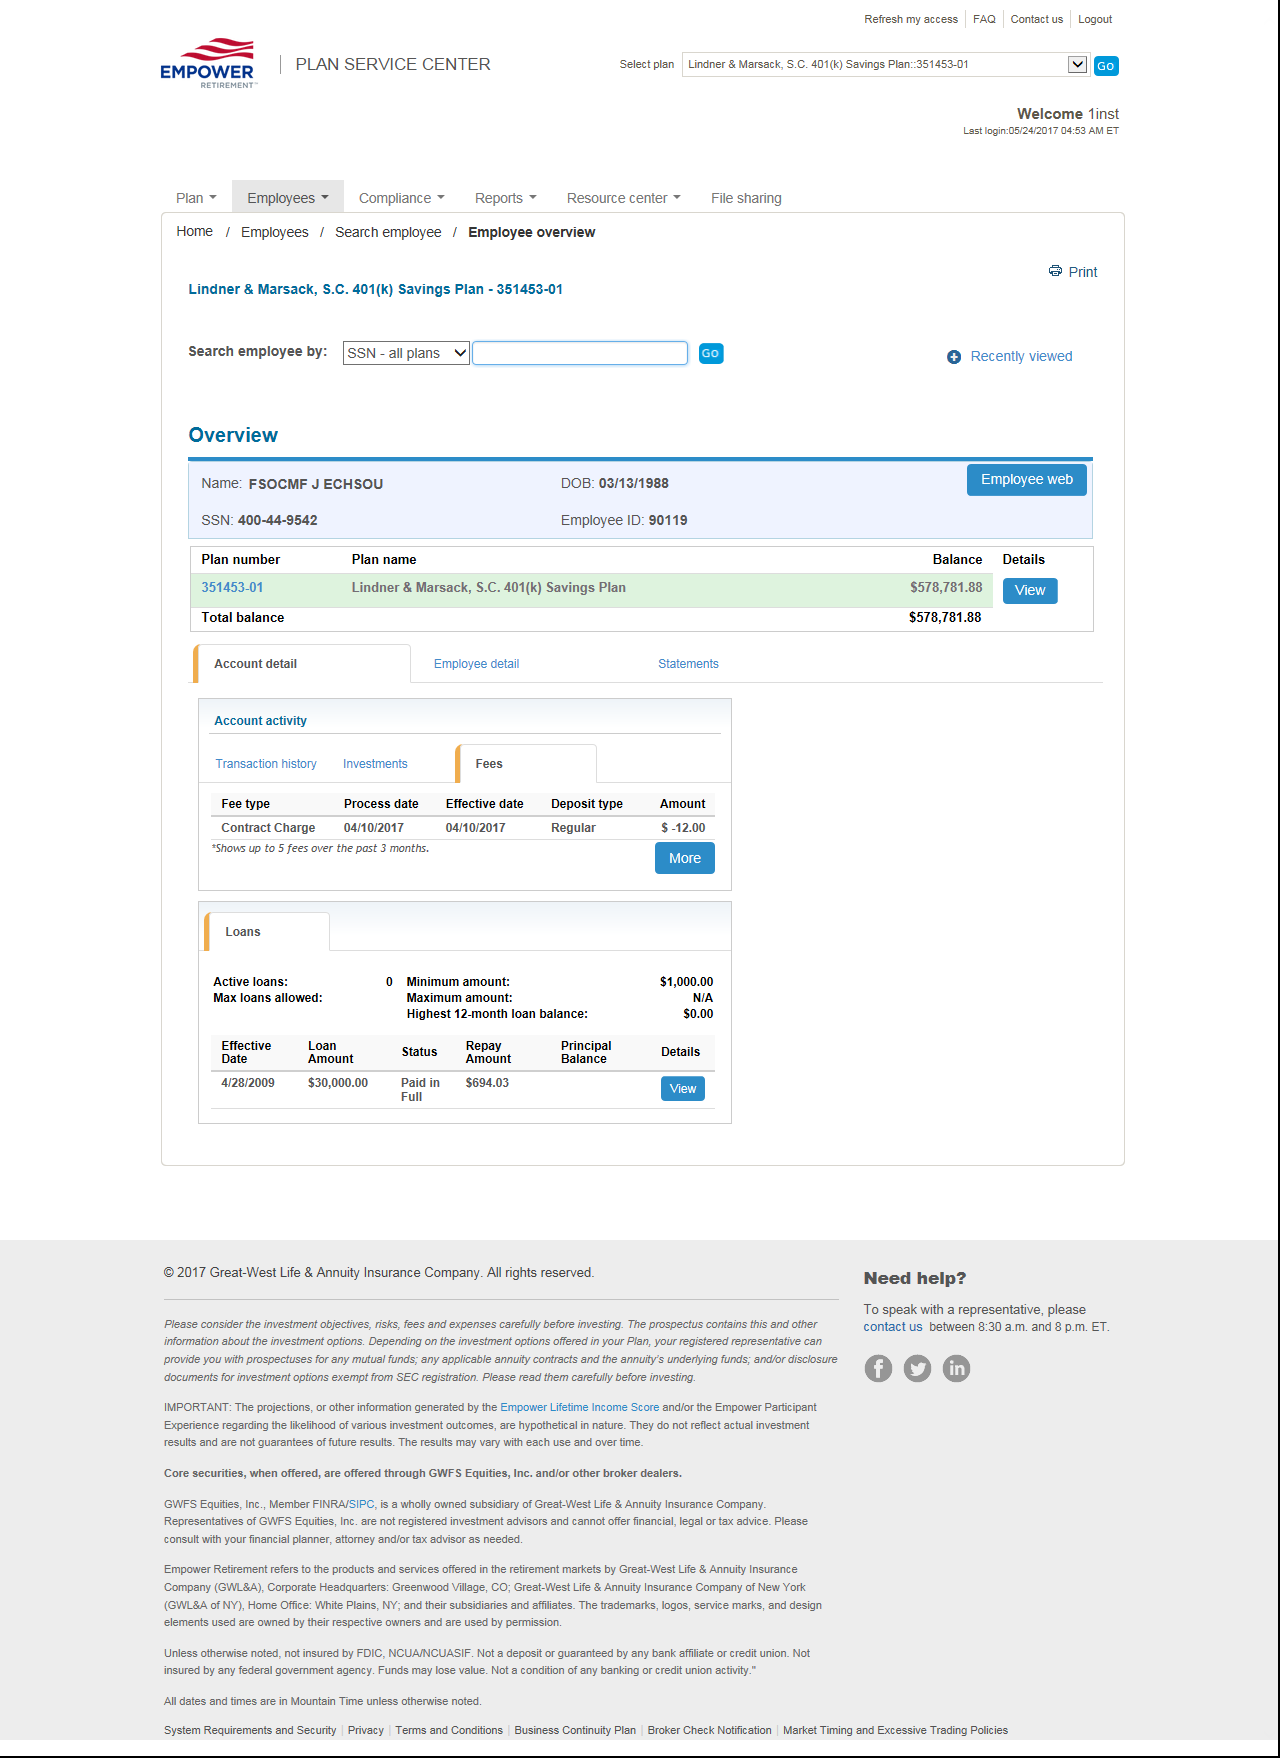 Refresh my access FAQ Contact us Logout
EMPOWER
RETIREMENT™
PLAN SERVICE CENTER
Select plan Lindner & Marsack, S.C. 401(k) Savings Plan::351453-01 Go
Welcome 1inst
Last login:05/24/2017 04:53 AM ET
Plan Employees Compliance Reports Resource center File sharing
Home / Employees / Search employee / Employee overview
Print
Lindner & Marsack, S.C. 401(k) Savings Plan - 351453-01
Search employee by: SSN - all plans Go
Recently viewed
Overview
Name: FSOCMF J ECHSOU DOB: 03/13/1988 Employee web
SSN: 400-44-9542 Employee ID: 90119
Plan number Plan name Balance Details
351453-01 Lindner & Marsack, S.C. 401(k) Savings Plan $578,781.88 View
Total balance $578,781.88
Account detail Employee detail Statements
Account activity
Transaction history Investments Fees
Fee type Process date Effective date Deposit type Amount
Contract Charge 04/10/2017 04/10/2017 Regular $ -12.00
*Shows up to 5 fees over the past 3 months.
More
Loans
Active loans: 0 Minimum amount: $1,000.00
Max loans allowed: Maximum amount: N/A
Highest 12-month loan balance: $0.00
Effective Date Loan Amount Status Repay Amount Principal Balance Details
4/28/2009 $30,000.00 Paid in Full $694.03 View
© 2017 Great-West Life & Annuity Insurance Company. All rights reserved.
Please consider the investment objectives, risks, fees and expenses carefully before investing. The prospectus contains this and other
information about the investment options. Depending on the investment options offered in your Plan, your registered representative can
provide you with prospectuses for any mutual funds; any applicable annuity contracts and the annuity's underlying funds; and/or disclosure
documents for investment options exempt from SEC registration. Please read them carefully before investing.
IMPORTANT: The projections, or other information generated by the Empower Lifetime Income Score and/or the Empower Participant
Experience regarding the likelihood of various investment outcomes, are hypothetical in nature. They do not reflect actual investment
results and are not guarantees of future results. The results may vary with each use and over time.
Core securities, when offered, are offered through GWFS Equities, Inc. and/or other broker dealers.
GWFS Equities, Inc., Member FINRA/SIPC, is a wholly owned subsidiary of Great-West Life & Annuity Insurance Company.
Representatives of GWFS Equities, Inc. are not registered investment advisors and cannot offer financial, legal or tax advice. Please
consult with your financial planner, attorney and/or tax advisor as needed.
Empower Retirement refers to the products and services offered in the retirement markets by Great-West Life & Annuity Insurance
Company (GWL&A), Corporate Headquarters: Greenwood Village, CO; Great-West Life & Annuity Insurance Company of New York
(GWL&A of NY), Home Office: White Plains, NY; and their subsidiaries and affiliates. The trademarks, logos, service marks, and design
elements used are owned by their respective owners and are used by permission.
Unless otherwise noted, not insured by FDIC, NCUA/NCUASIF. Not a deposit or guaranteed by any bank affiliate or credit union. Not
insured by any federal government agency. Funds may lose value. Not a condition of any banking or credit union activity."
All dates and times are in Mountain Time unless otherwise noted.
System Requirements and Security | Privacy | Terms and Conditions | Business Continuity Plan | Broker Check Notification | Market Timing and Excessive Trading Policies
Need help?
To speak with a representative, please
contact us between 8:30 a.m. and 8 p.m. ET.